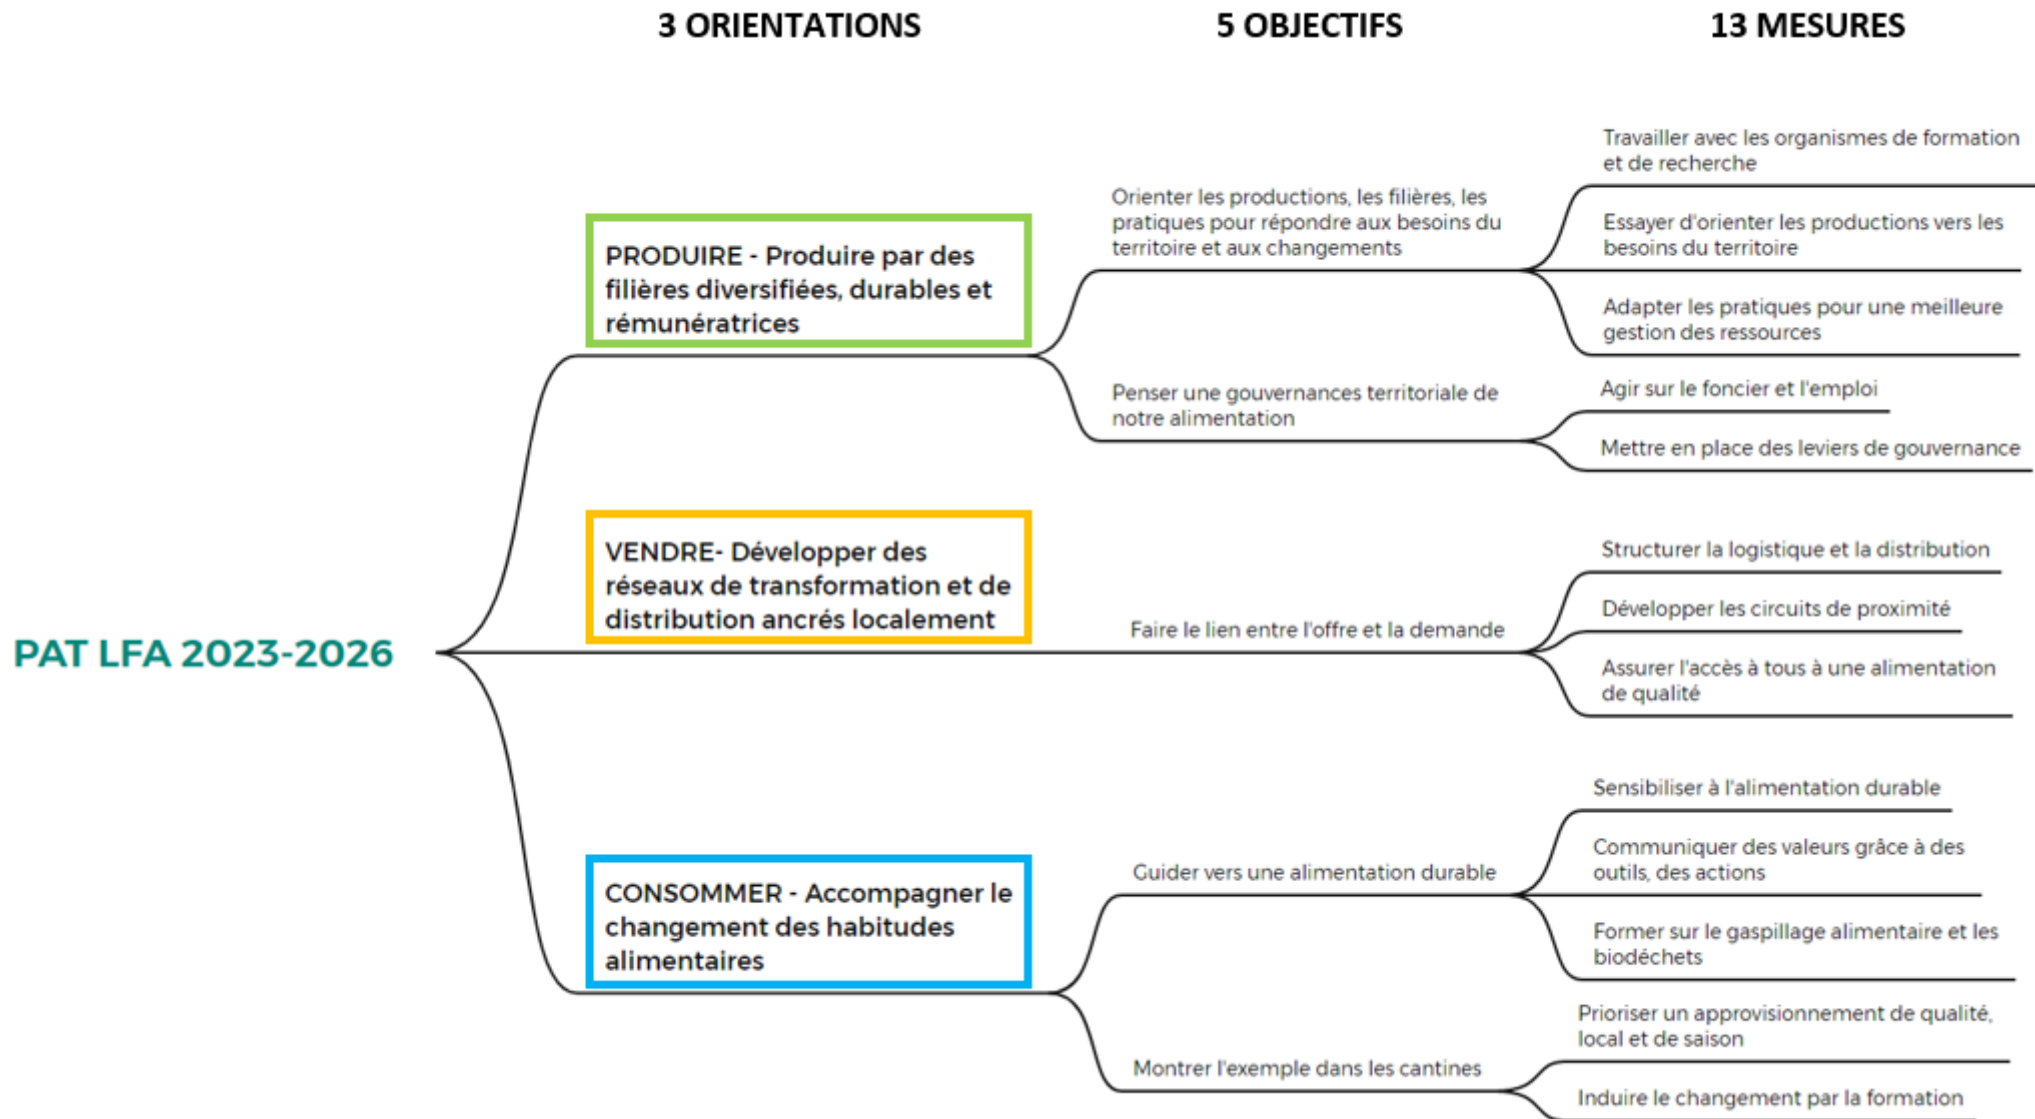 3 ORIENTATIONS
5 OBJECTIFS
13 MESURES
PAT LFA 2023-2026
PRODUIRE - Produire par des
filières diversifiées, durables et
rémunératrices
Orienter les productions, les filières, les
pratiques pour répondre aux besoins du
territoire et aux changements
Travailler avec les organismes de formation
et de recherche
Essayer d'orienter les productions vers les
besoins du territoire
Adapter les pratiques pour une meilleure
gestion des ressources
Penser une gouvernances territoriale de
notre alimentation
Agir sur le foncier et l'emploi
Mettre en place des leviers de gouvernance
VENDRE- Développer des
réseaux de transformation et de
distribution ancrés localement
Faire le lien entre l'offre et la demande
Structurer la logistique et la distribution
Développer les circuits de proximité
Assurer l'accès à tous à une alimentation
de qualité
CONSOMMER - Accompagner le
changement des habitudes
alimentaires
Guider vers une alimentation durable
Sensibiliser à l'alimentation durable
Communiquer des valeurs grâce à des
outils, des actions
Former sur le gaspillage alimentaire et les
biodéchets
Montrer l'exemple dans les cantines
Prioriser un approvisionnement de qualité,
local et de saison
Induire le changement par la formation